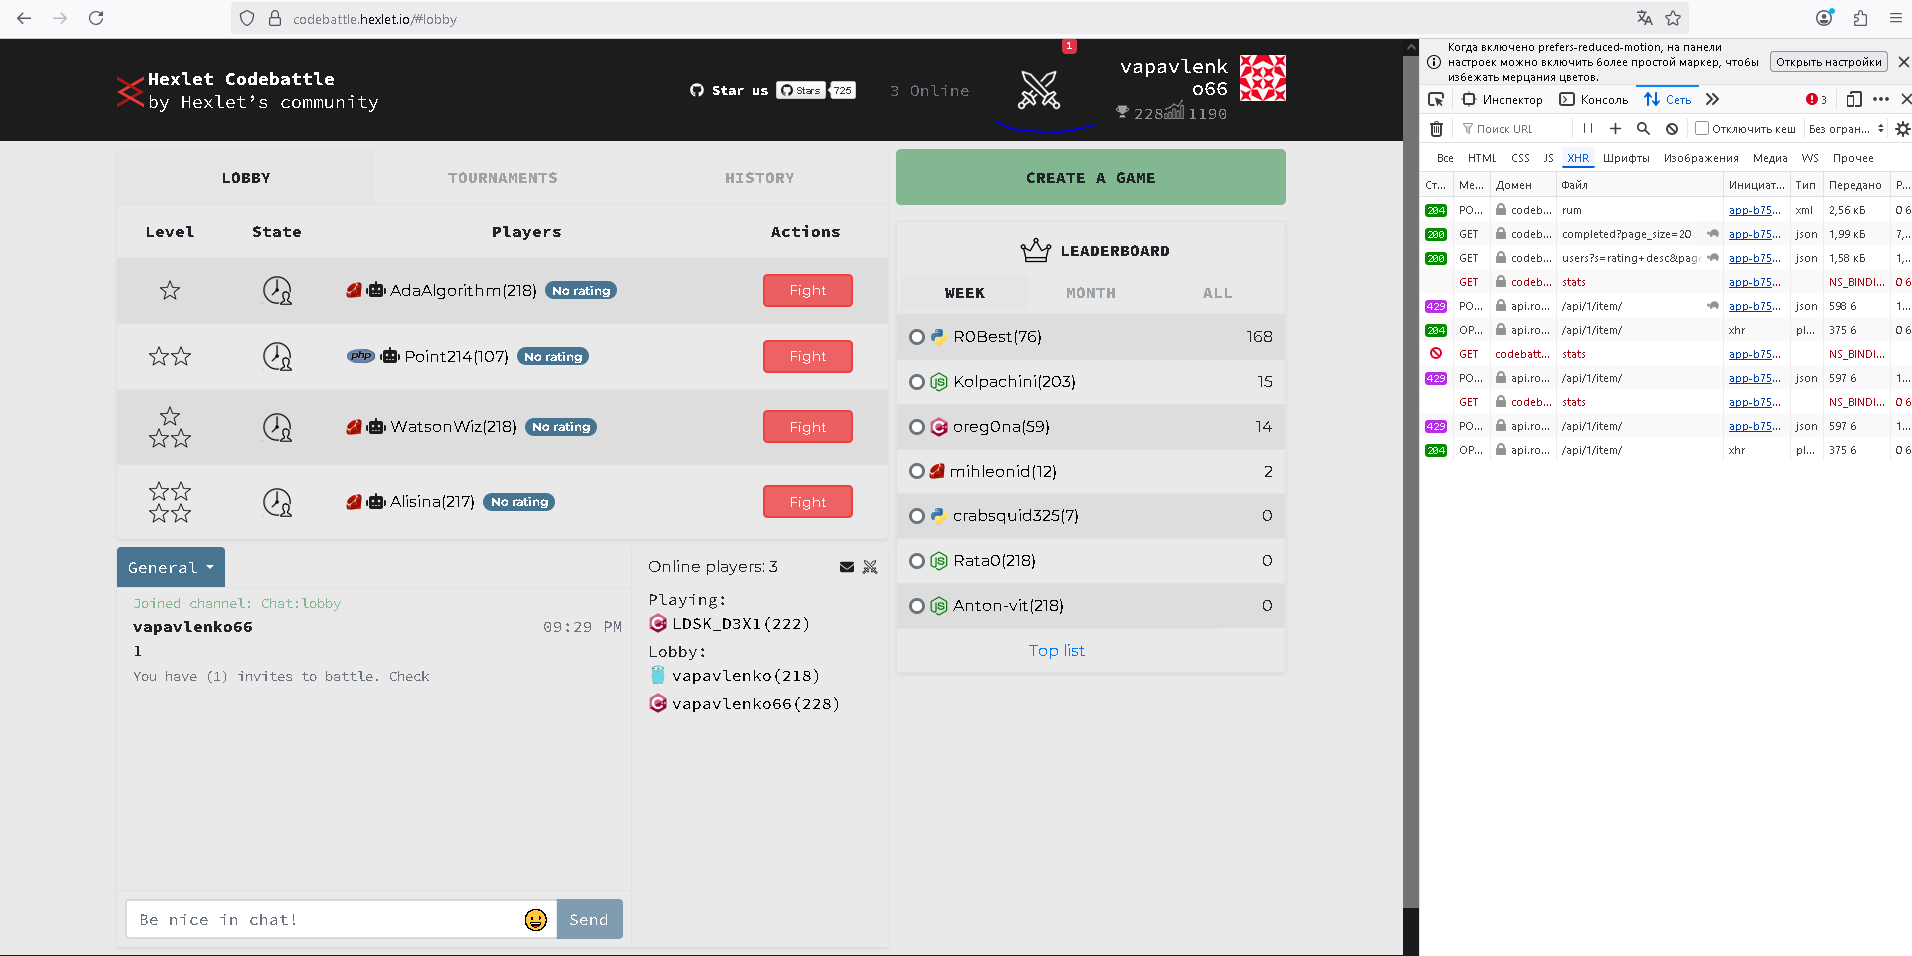 codebattle.hexlet.io/#lobby
Hexlet Codebattle
by Hexlet's community
Star us
Stars
725
3 Online
1
vapavlenk
o66
228
1190
LOBBY
TOURNAMENTS
HISTORY
Level
State
Players
Actions
AdaAlgorithm(218) No rating
Fight
php Point214(107) No rating
Fight
WatsonWiz(218) No rating
Fight
Alisina(217) No rating
Fight
General
Joined channel: Chat:lobby
vapavlenko66
09:29 PM
1
You have (1) invites to battle. Check
Be nice in chat!
Send
Online players: 3
Playing:
LDSK_D3X1(222)
Lobby:
vapavlenko(218)
vapavlenko66(228)
CREATE A GAME
LEADERBOARD
WEEK
MONTH
ALL
R0Best(76) 168
JS Kolpachini(203) 15
oreg0na(59) 14
mihleonid(12) 2
crabsquid325(7) 0
JS Rata0(218) 0
JS Anton-vit(218) 0
Top list
Когда включено prefers-reduced-motion, на панели
настроек можно включить более простой маркер, чтобы
избежать мерцания цветов.
Открыть настройки
Инспектор
Консоль
Сеть
3
Поиск URL
Отключить кеш
Без огран...
Все HTML CSS JS XHR Шрифты Изображения Медиа WS Прочее
Ст... Ме... Домен Файл Инициат... Тип Передано Р...
204 PO... codeb... rum app-b75... xml 2,56 кБ 0 б
200 GET codeb... completed?page_size=20 app-b75... json 1,99 кБ 7,...
200 GET codeb... users?s=rating+desc&page app-b75... json 1,58 кБ 1,...
GET codeb... stats app-b75... NS_BINDI... 0 б
429 PO... api.ro... /api/1/item/ app-b75... json 598 б 1...
204 OP... api.ro... /api/1/item/ xhr pl... 375 б 0 б
GET codebatt... stats app-b75... NS_BINDI...
429 PO... api.ro... /api/1/item/ app-b75... json 597 б 1...
GET codeb... stats app-b75... NS_BINDI... 0 б
429 PO... api.ro... /api/1/item/ app-b75... json 597 б 1...
204 OP... api.ro... /api/1/item/ xhr pl... 375 б 0 б